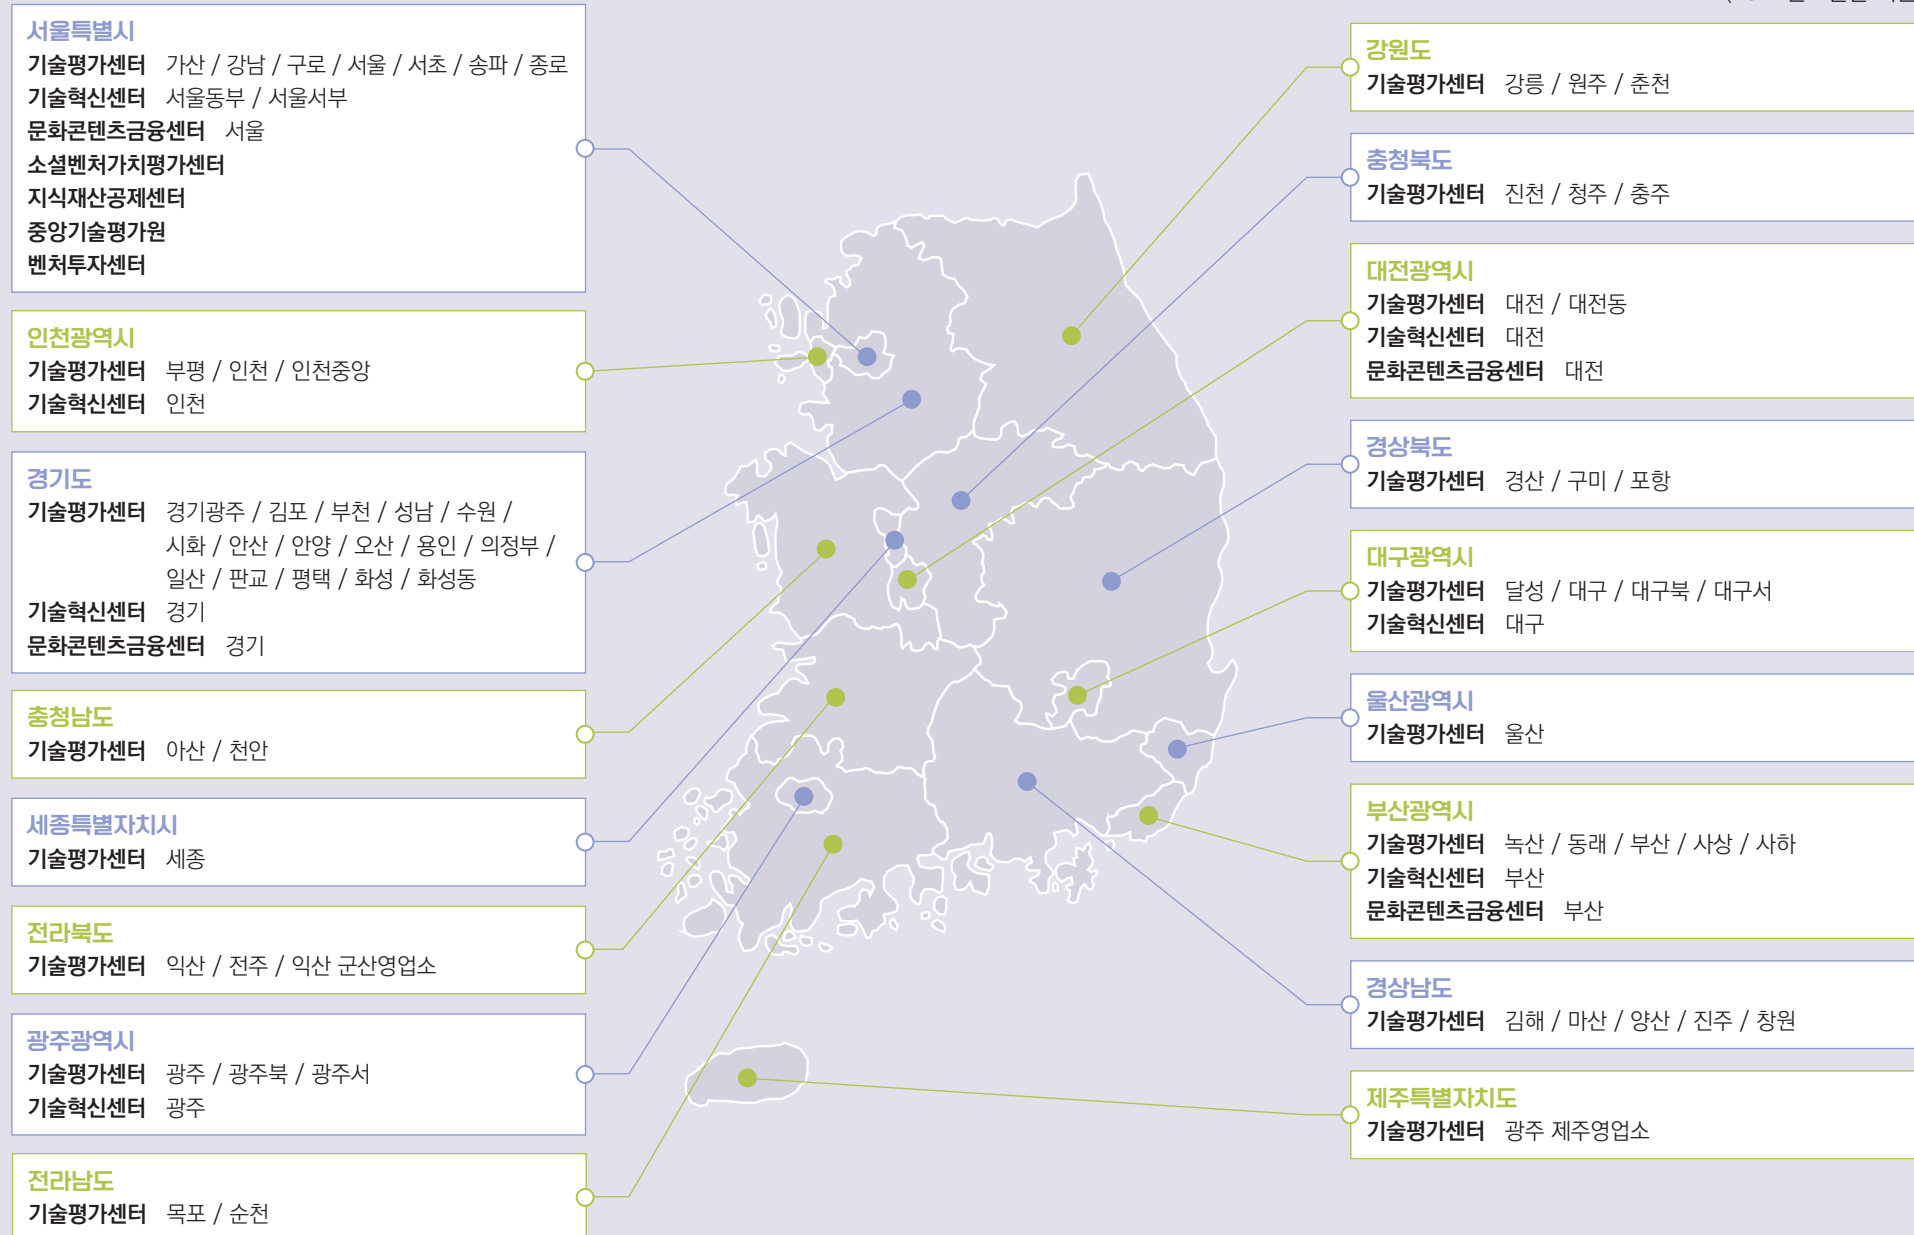 서울특별시
기술평가센터 가산 / 강남 / 구로 / 서울 / 서초 / 송파 / 종로
기술혁신센터 서울동부 / 서울서부
문화콘텐츠금융센터 서울
소셜벤처가치평가센터
지식재산공제센터
중앙기술평가원
벤처투자센터
인천광역시
기술평가센터 부평 / 인천 / 인천중앙
기술혁신센터 인천
경기도
기술평가센터 경기광주 / 김포 / 부천 / 성남 / 수원 /
시화 / 안산 / 안양 / 오산 / 용인 / 의정부 /
일산 / 판교 / 평택 / 화성 / 화성동
기술혁신센터 경기
문화콘텐츠금융센터 경기
충청남도
기술평가센터 아산 / 천안
세종특별자치시
기술평가센터 세종
전라북도
기술평가센터 익산 / 전주 / 익산 군산영업소
광주광역시
기술평가센터 광주 / 광주북 / 광주서
기술혁신센터 광주
전라남도
기술평가센터 목포 / 순천
강원도
기술평가센터 강릉 / 원주 / 춘천
충청북도
기술평가센터 진천 / 청주 / 충주
대전광역시
기술평가센터 대전 / 대전동
기술혁신센터 대전
문화콘텐츠금융센터 대전
경상북도
기술평가센터 경산 / 구미 / 포항
대구광역시
기술평가센터 달성 / 대구 / 대구북 / 대구서
기술혁신센터 대구
울산광역시
기술평가센터 울산
부산광역시
기술평가센터 녹산 / 동래 / 부산 / 사상 / 사하
기술혁신센터 부산
문화콘텐츠금융센터 부산
경상남도
기술평가센터 김해 / 마산 / 양산 / 진주 / 창원
제주특별자치도
기술평가센터 광주 제주영업소